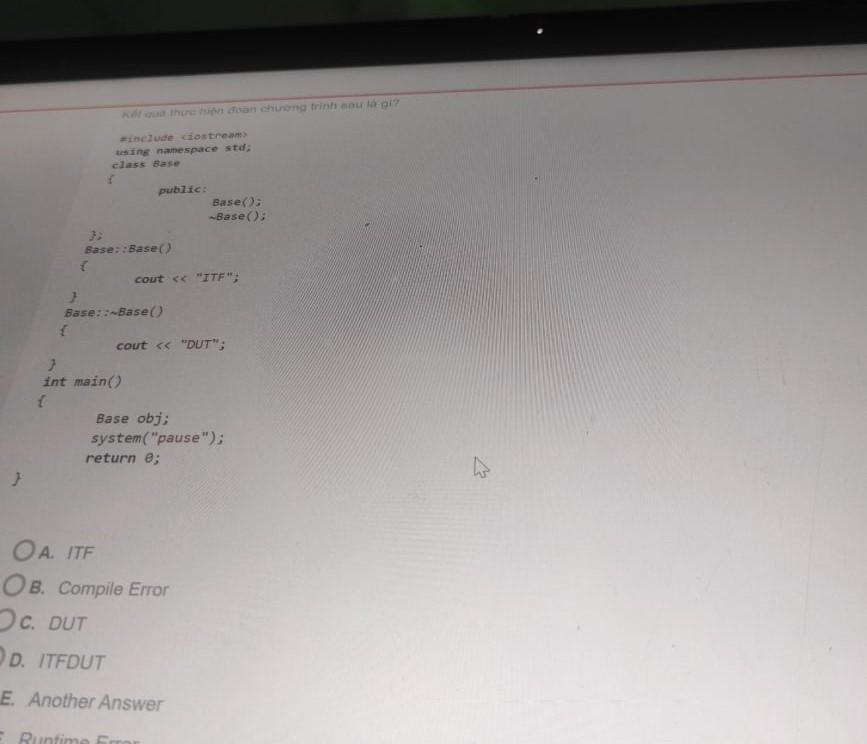 Kết quả thực hiện đoạn chương trình sau là gì?
#include <iostream>
using namespace std;
class Base
{
public:
Base();
~Base();
};
Base::Base()
{
cout << "ITF";
}
Base::~Base()
{
cout << "DUT";
}
int main()
{
Base obj;
system("pause");
return 0;
}
A. ITF
B. Compile Error
C. DUT
D. ITFDUT
E. Another Answer
Runtime Error